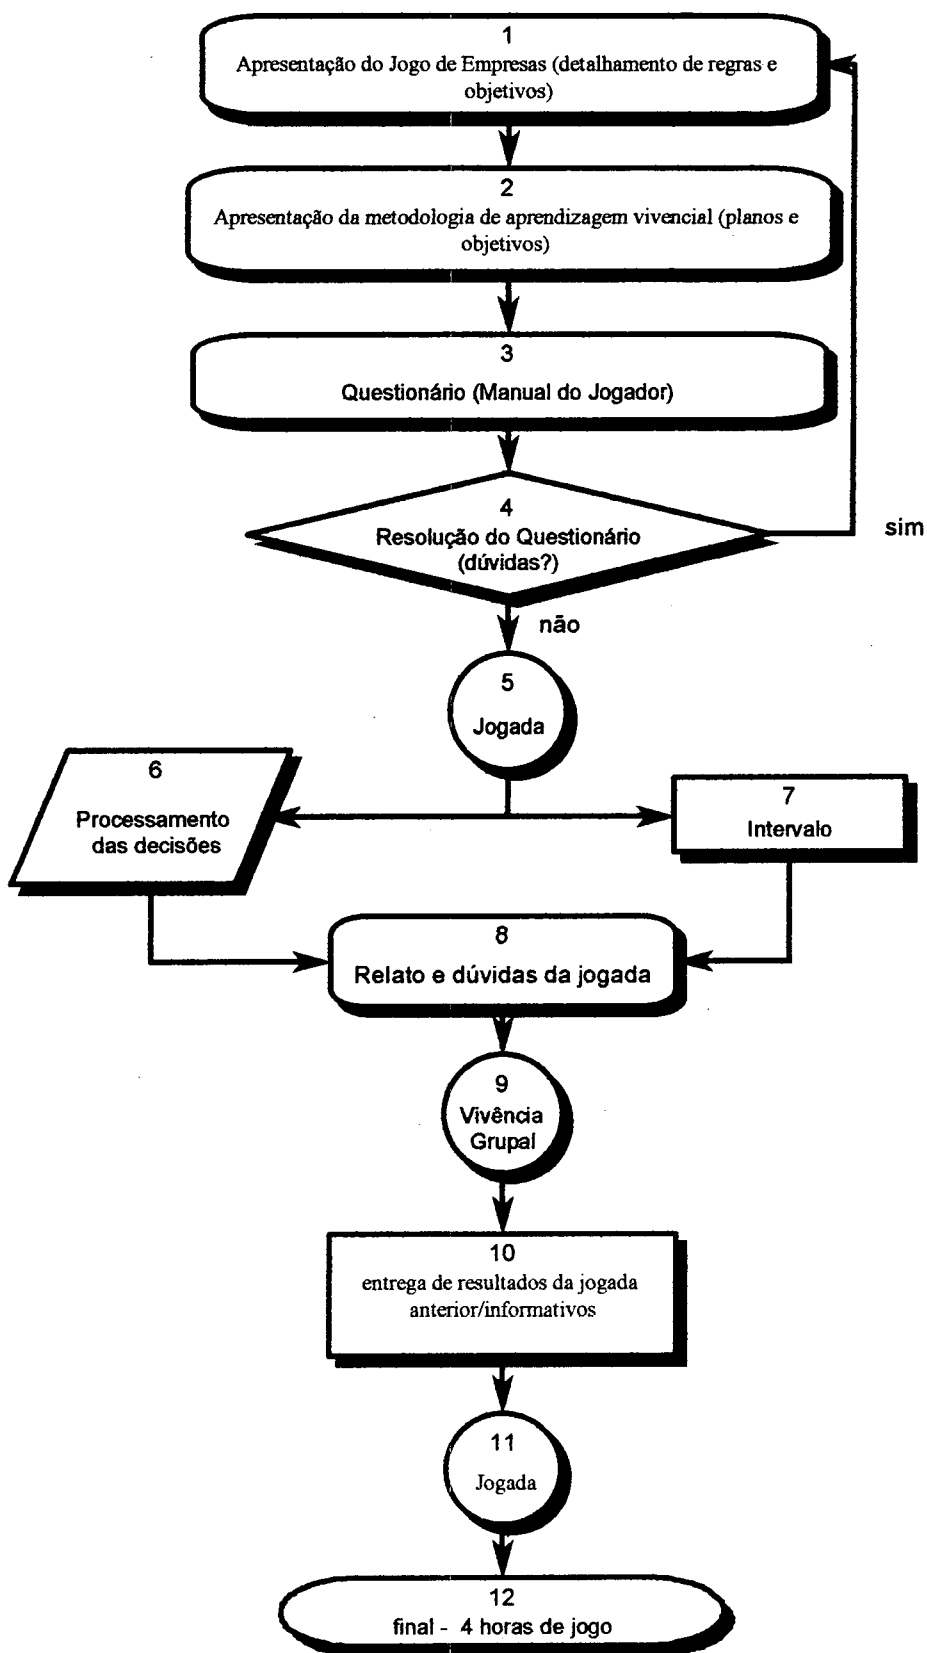 1
Apresentação do Jogo de Empresas (detalhamento de regras e
objetivos)
2
Apresentação da metodologia de aprendizagem vivencial (planos e
objetivos)
3
Questionário (Manual do Jogador)
4
Resolução do Questionário
(dúvidas?)
sim
não
5
Jogada
6
Processamento
das decisões
7
Intervalo
8
Relato e dúvidas da jogada
9
Vivência
Grupal
10
entrega de resultados da jogada
anterior/informativos
11
Jogada
12
final - 4 horas de jogo